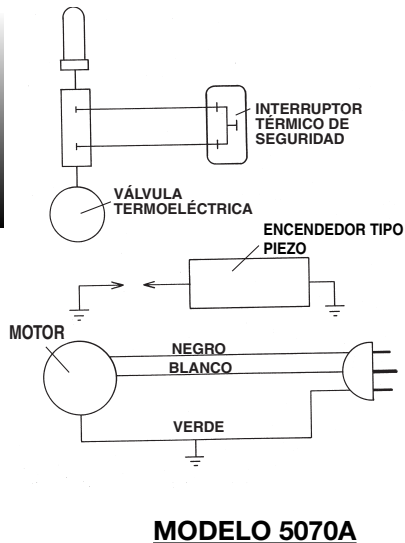 INTERRUPTOR
TÉRMICO DE
SEGURIDAD
VÁLVULA
TERMOELÉCTRICA
ENCENDEDOR TIPO
PIEZO
MOTOR
NEGRO
BLANCO
VERDE
MODELO 5070A